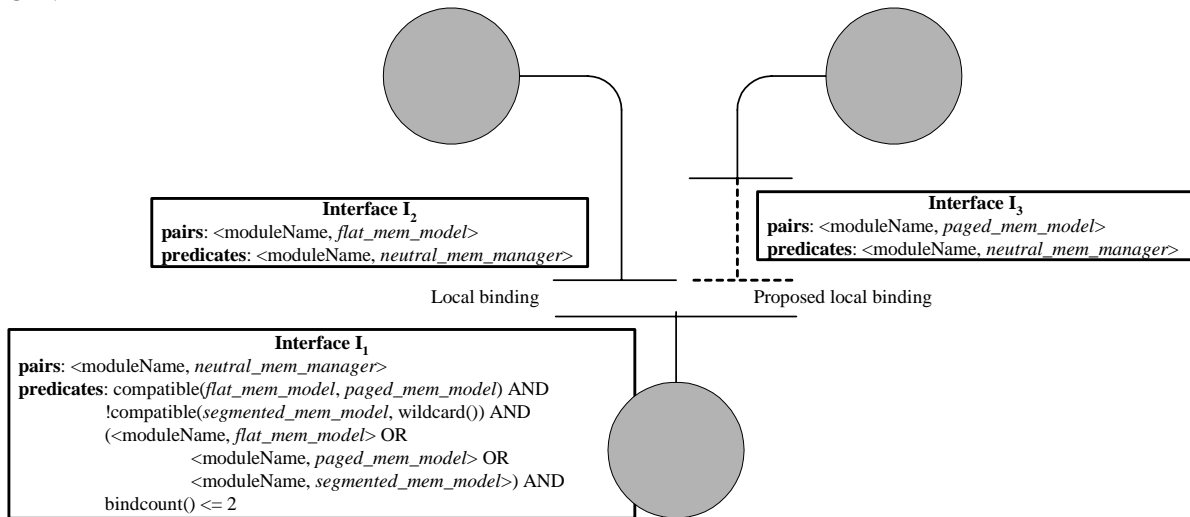 Interface I2
pairs: <moduleName, flat_mem_model>
predicates: <moduleName, neutral_mem_manager>
Interface I3
pairs: <moduleName, paged_mem_model>
predicates: <moduleName, neutral_mem_manager>
Local binding
Proposed local binding
Interface I1
pairs: <moduleName, neutral_mem_manager>
predicates: compatible(flat_mem_model, paged_mem_model) AND
!compatible(segmented_mem_model, wildcard()) AND
(<moduleName, flat_mem_model> OR
<moduleName, paged_mem_model> OR
<moduleName, segmented_mem_model>) AND
bindcount() <= 2